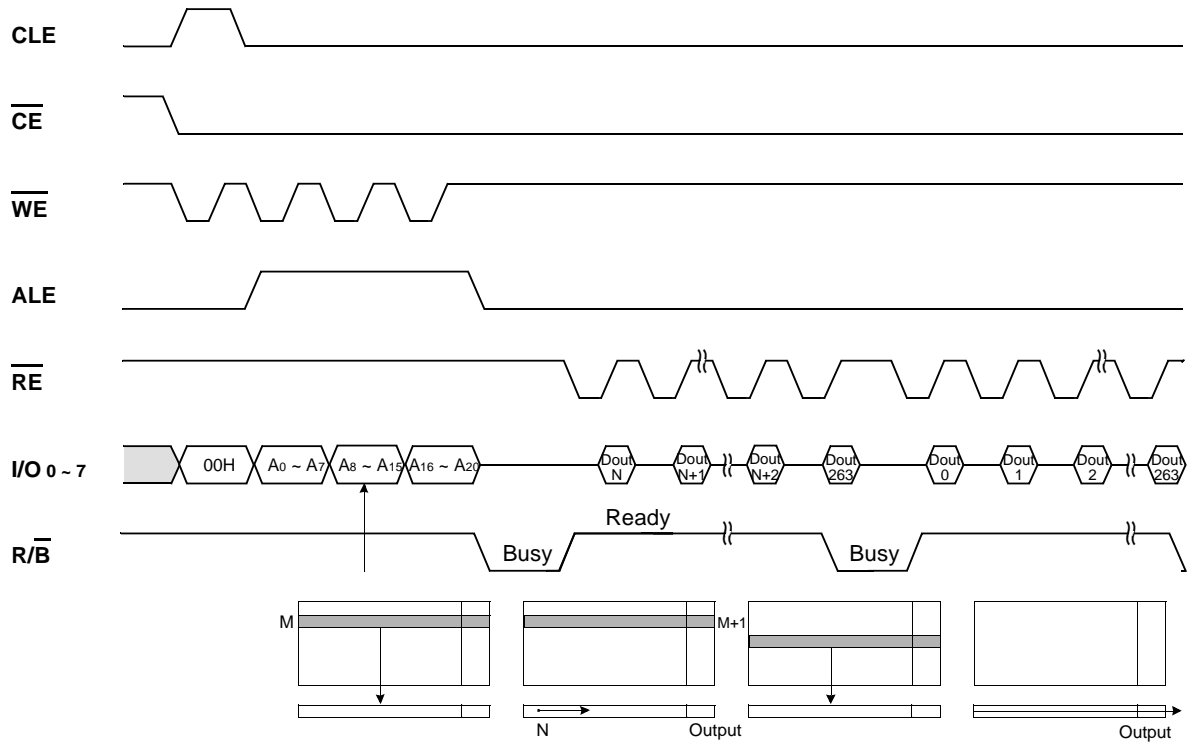 CLE
CE
WE
ALE
RE
I/O 0 ~ 7
00H
A0 ~ A7
A8 ~ A15
A16 ~ A20
Dout N
Dout N+1
Dout N+2
Dout 263
Dout 0
Dout 1
Dout 2
Dout 263
R/B
Busy
Ready
Busy
M
M+1
N
Output
Output